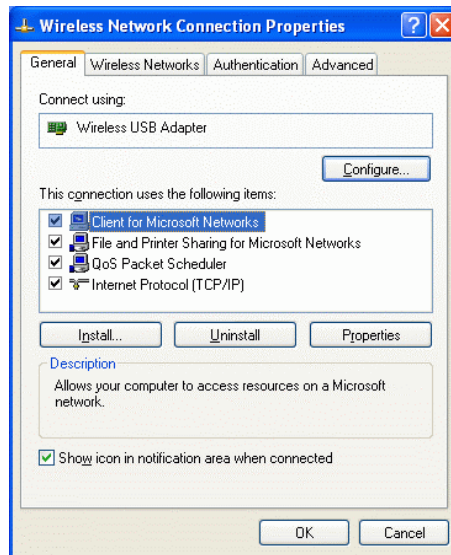 Wireless Network Connection Properties
General Wireless Networks Authentication Advanced
Connect using:
Wireless USB Adapter
Configure...
This connection uses the following items:
Client for Microsoft Networks
File and Printer Sharing for Microsoft Networks
QoS Packet Scheduler
Internet Protocol (TCP/IP)
Install... Uninstall Properties
Description
Allows your computer to access resources on a Microsoft
network.
Show icon in notification area when connected
OK Cancel